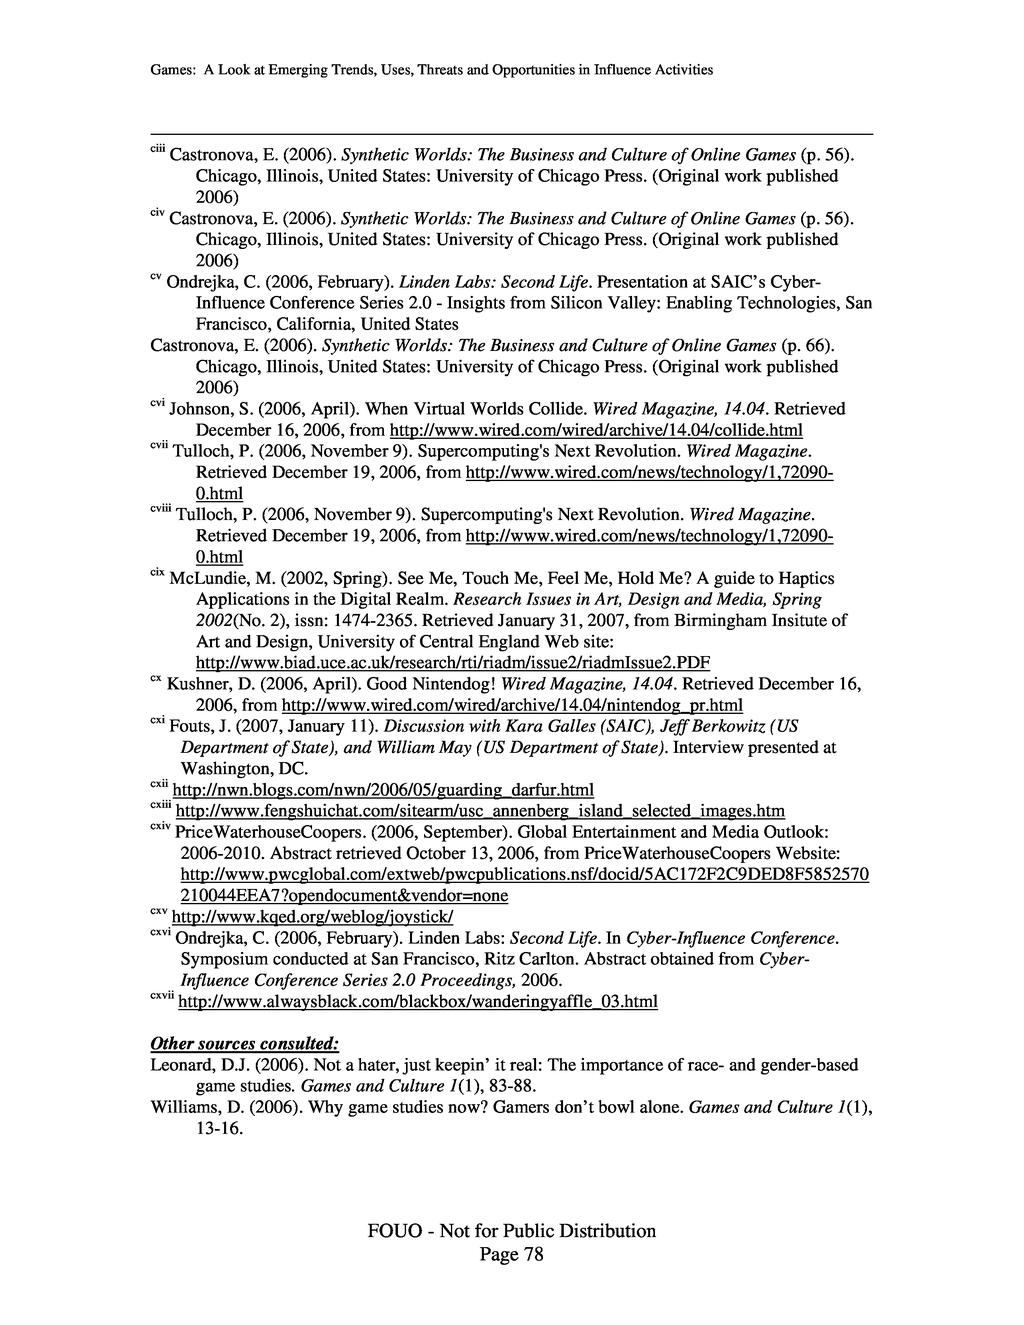 Games: A Look at Emerging Trends, Uses, Threats and Opportunities in Influence Activities
ciii Castronova, E. (2006). Synthetic Worlds: The Business and Culture of Online Games (p. 56).
Chicago, Illinois, United States: University of Chicago Press. (Original work published
2006)
civ Castronova, E. (2006). Synthetic Worlds: The Business and Culture of Online Games (p. 56).
Chicago, Illinois, United States: University of Chicago Press. (Original work published
2006)
cv Ondrejka, C. (2006, February). Linden Labs: Second Life. Presentation at SAIC's Cyber-
Influence Conference Series 2.0 - Insights from Silicon Valley: Enabling Technologies, San
Francisco, California, United States
Castronova, E. (2006). Synthetic Worlds: The Business and Culture of Online Games (p. 66).
Chicago, Illinois, United States: University of Chicago Press. (Original work published
2006)
cvi Johnson, S. (2006, April). When Virtual Worlds Collide. Wired Magazine, 14.04. Retrieved
December 16, 2006, from http://www.wired.com/wired/archive/14.04/collide.html
cvii Tulloch, P. (2006, November 9). Supercomputing's Next Revolution. Wired Magazine.
Retrieved December 19, 2006, from http://www.wired.com/news/technology/1,72090-
0.html
cviii Tulloch, P. (2006, November 9). Supercomputing's Next Revolution. Wired Magazine.
Retrieved December 19, 2006, from http://www.wired.com/news/technology/1,72090-
0.html
cix McLundie, M. (2002, Spring). See Me, Touch Me, Feel Me, Hold Me? A guide to Haptics
Applications in the Digital Realm. Research Issues in Art, Design and Media, Spring
2002(No. 2), issn: 1474-2365. Retrieved January 31, 2007, from Birmingham Insitute of
Art and Design, University of Central England Web site:
http://www.biad.uce.ac.uk/research/rti/riadm/issue2/riadmIssue2.PDF
cx Kushner, D. (2006, April). Good Nintendog! Wired Magazine, 14.04. Retrieved December 16,
2006, from http://www.wired.com/wired/archive/14.04/nintendog_pr.html
cxi Fouts, J. (2007, January 11). Discussion with Kara Galles (SAIC), Jeff Berkowitz (US
Department of State), and William May (US Department of State). Interview presented at
Washington, DC.
cxii http://nwn.blogs.com/nwn/2006/05/guarding_darfur.html
cxiii http://www.fengshuichat.com/sitearm/usc_annenberg_island_selected_images.htm
cxiv PriceWaterhouseCoopers. (2006, September). Global Entertainment and Media Outlook:
2006-2010. Abstract retrieved October 13, 2006, from PriceWaterhouseCoopers Website:
http://www.pwcglobal.com/extweb/pwcpublications.nsf/docid/5AC172F2C9DED8F5852570
210044EEA7?opendocument&vendor=none
cxv http://www.kqed.org/weblog/joystick/
cxvi Ondrejka, C. (2006, February). Linden Labs: Second Life. In Cyber-Influence Conference.
Symposium conducted at San Francisco, Ritz Carlton. Abstract obtained from Cyber-
Influence Conference Series 2.0 Proceedings, 2006.
cxvii http://www.alwaysblack.com/blackbox/wanderingyaffle_03.html
Other sources consulted:
Leonard, D.J. (2006). Not a hater, just keepin' it real: The importance of race- and gender-based
game studies. Games and Culture 1(1), 83-88.
Williams, D. (2006). Why game studies now? Gamers don't bowl alone. Games and Culture 1(1),
13-16.
FOUO - Not for Public Distribution
Page 78